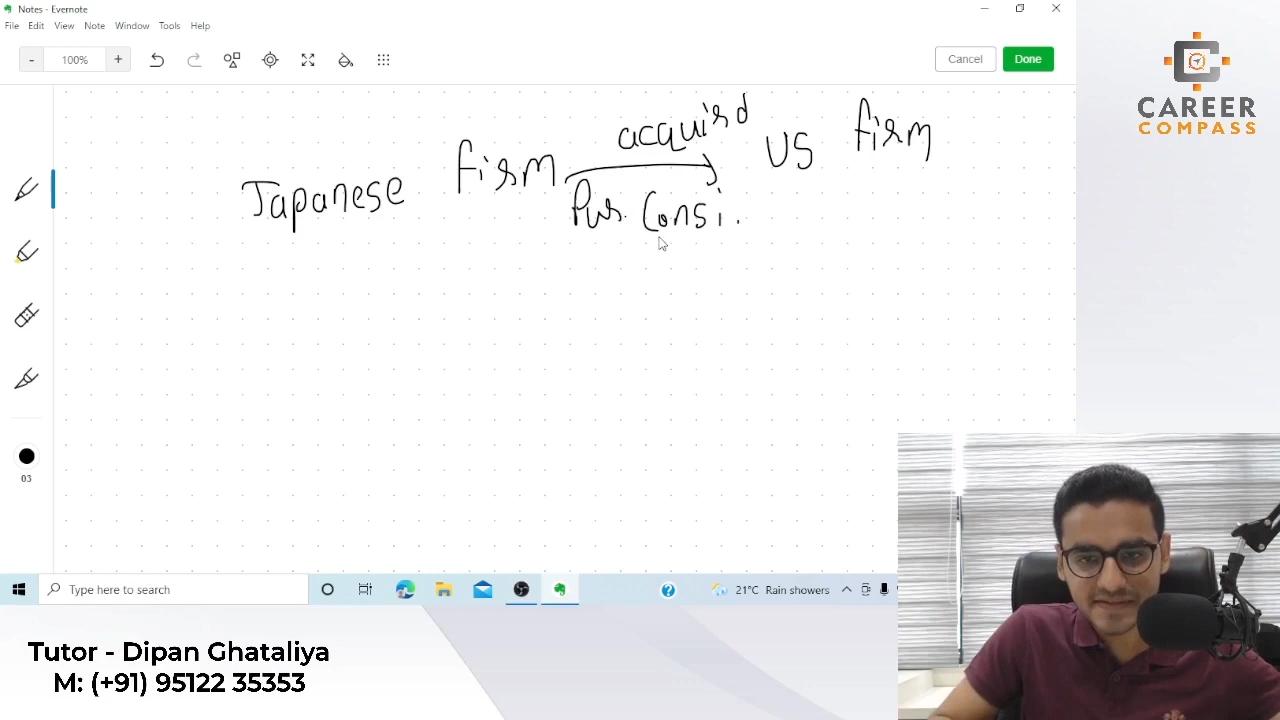 Notes - Evernote
File Edit View Note Window Tools Help
- 100% +
Cancel Done
CAREER
COMPASS
acquird
Japanese firm US firm
Pur. Consi.
03
Type here to search
21°C Rain showers
Tutor - Dipan Ghataliya
M: (+91) 95122 35353